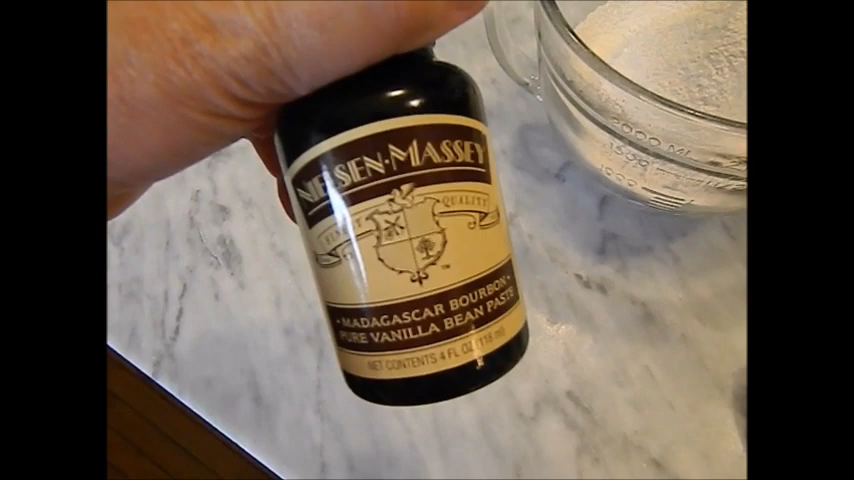 NIELSEN·MASSEY
FINEST QUALITY
™
·MADAGASCAR BOURBON·
PURE VANILLA BEAN PASTE
NET CONTENTS 4 FL OZ (118 ml)
2000 ML
1500
1000